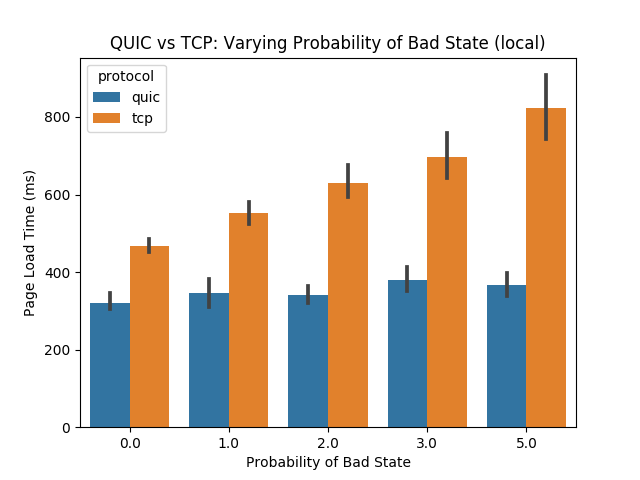 QUIC vs TCP: Varying Probability of Bad State (local)
protocol
quic
tcp
Page Load Time (ms)
800
600
400
200
0
0.0 1.0 2.0 3.0 5.0
Probability of Bad State